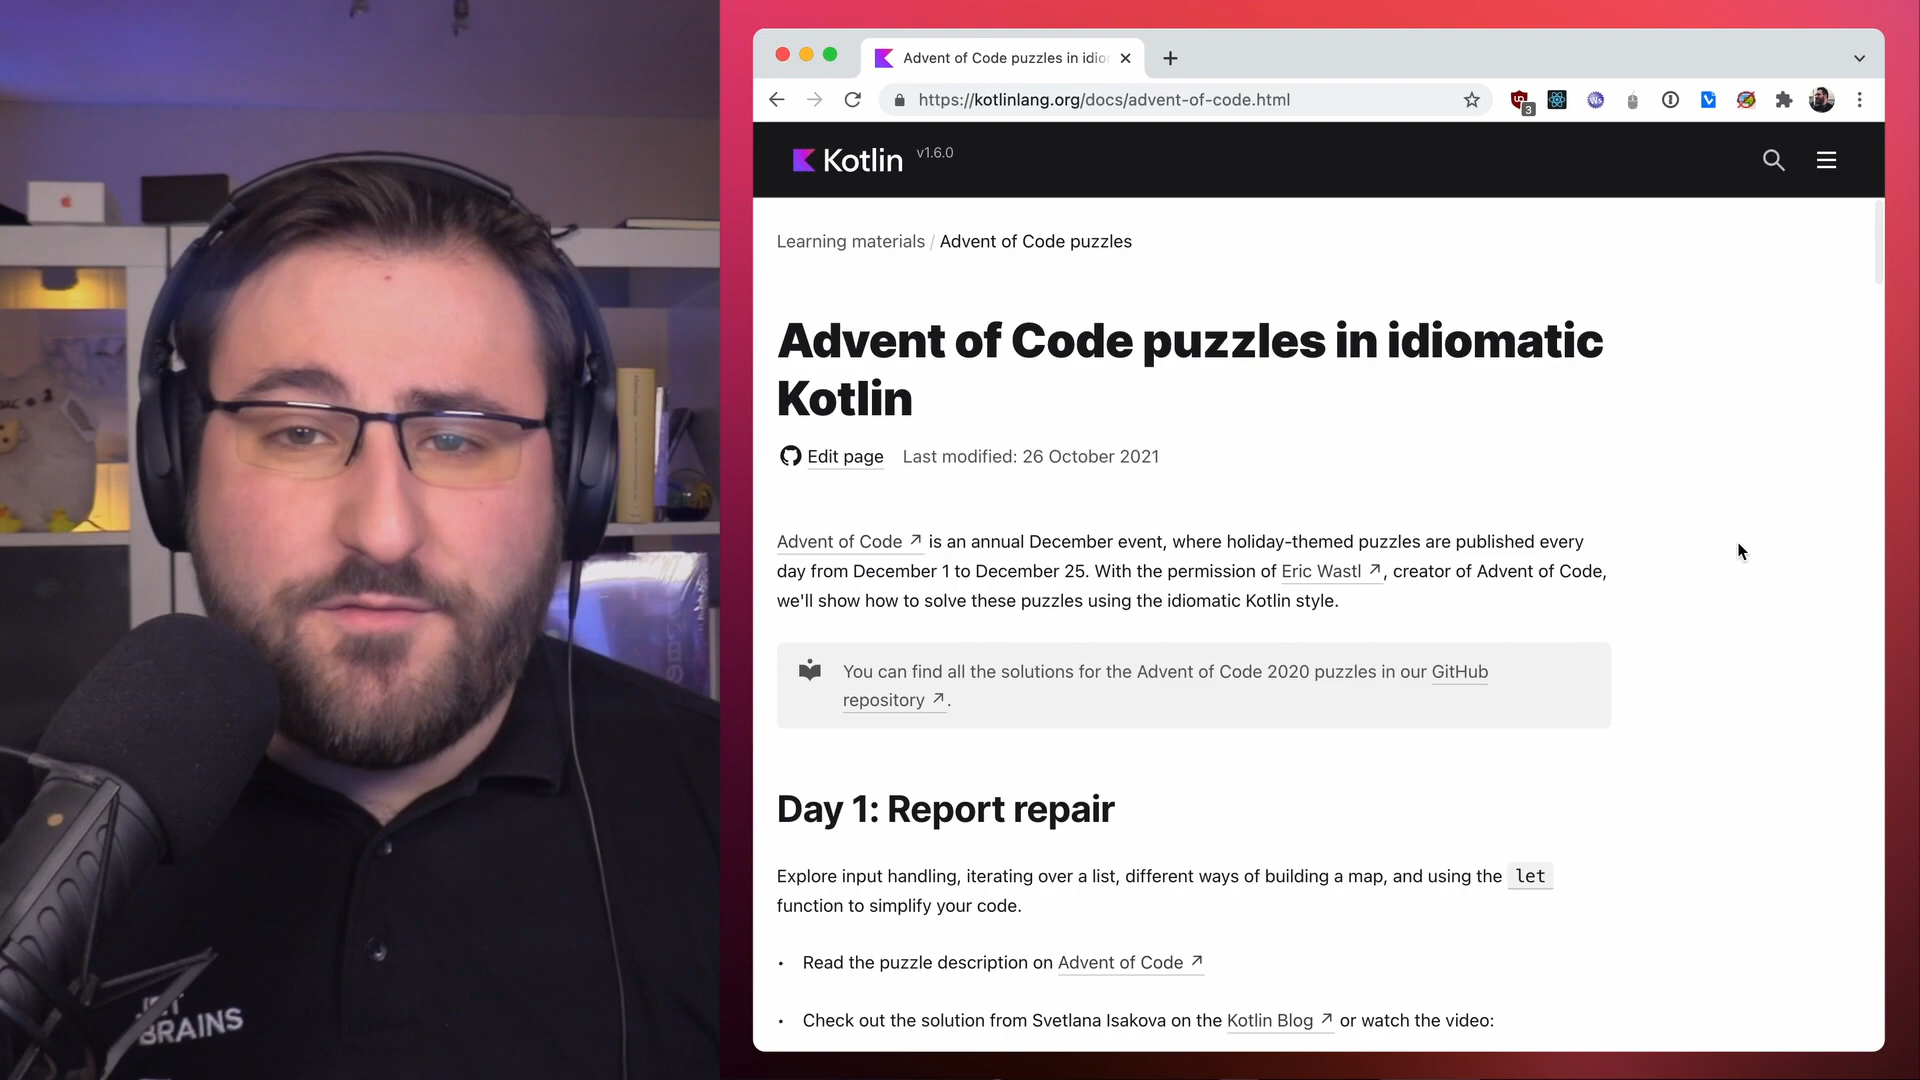 Advent of Code puzzles in idio
https://kotlinlang.org/docs/advent-of-code.html
3
Kotlin v1.6.0
Learning materials / Advent of Code puzzles
Advent of Code puzzles in idiomatic
Kotlin
Edit page Last modified: 26 October 2021
Advent of Code ↗ is an annual December event, where holiday-themed puzzles are published every
day from December 1 to December 25. With the permission of Eric Wastl ↗, creator of Advent of Code,
we'll show how to solve these puzzles using the idiomatic Kotlin style.
You can find all the solutions for the Advent of Code 2020 puzzles in our GitHub
repository ↗.
Day 1: Report repair
Explore input handling, iterating over a list, different ways of building a map, and using the let
function to simplify your code.
• Read the puzzle description on Advent of Code ↗
• Check out the solution from Svetlana Isakova on the Kotlin Blog ↗ or watch the video:
JET
BRAINS